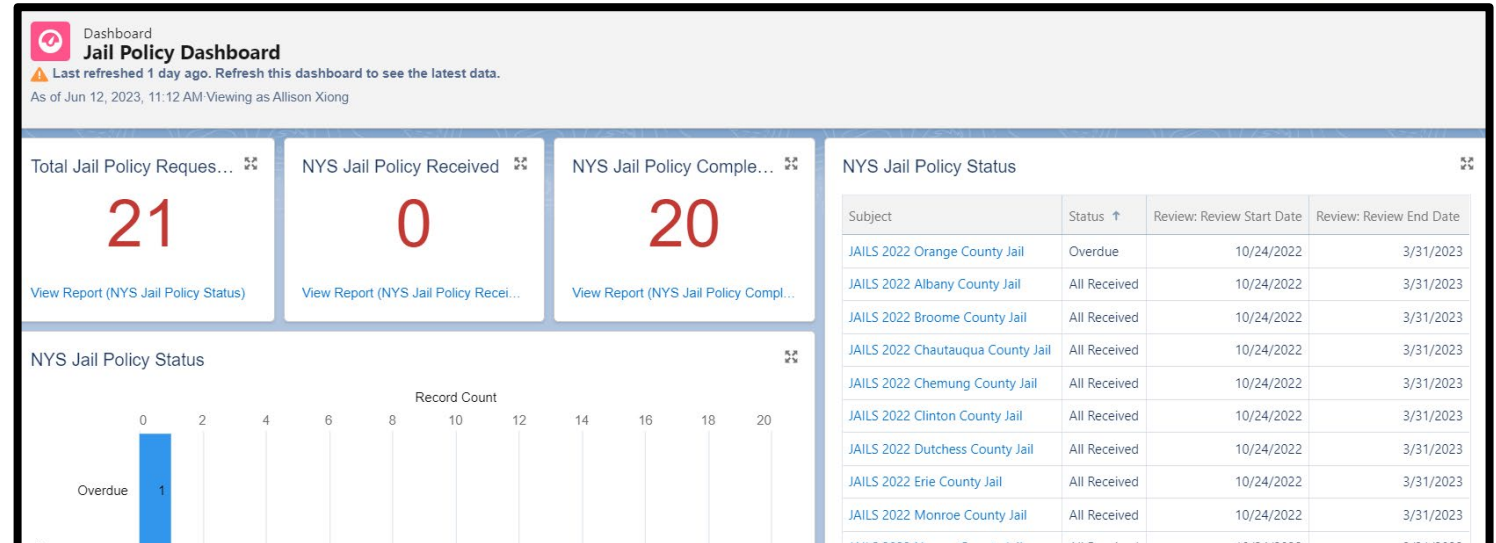 Dashboard
Jail Policy Dashboard
Last refreshed 1 day ago. Refresh this dashboard to see the latest data.
As of Jun 12, 2023, 11:12 AM·Viewing as Allison Xiong
Total Jail Policy Reques...
21
View Report (NYS Jail Policy Status)
NYS Jail Policy Received
0
View Report (NYS Jail Policy Recei...
NYS Jail Policy Comple...
20
View Report (NYS Jail Policy Compl...
NYS Jail Policy Status
Record Count
0 2 4 6 8 10 12 14 16 18 20
Overdue 1
NYS Jail Policy Status
Subject Status ↑ Review: Review Start Date Review: Review End Date
JAILS 2022 Orange County Jail Overdue 10/24/2022 3/31/2023
JAILS 2022 Albany County Jail All Received 10/24/2022 3/31/2023
JAILS 2022 Broome County Jail All Received 10/24/2022 3/31/2023
JAILS 2022 Chautauqua County Jail All Received 10/24/2022 3/31/2023
JAILS 2022 Chemung County Jail All Received 10/24/2022 3/31/2023
JAILS 2022 Clinton County Jail All Received 10/24/2022 3/31/2023
JAILS 2022 Dutchess County Jail All Received 10/24/2022 3/31/2023
JAILS 2022 Erie County Jail All Received 10/24/2022 3/31/2023
JAILS 2022 Monroe County Jail All Received 10/24/2022 3/31/2023